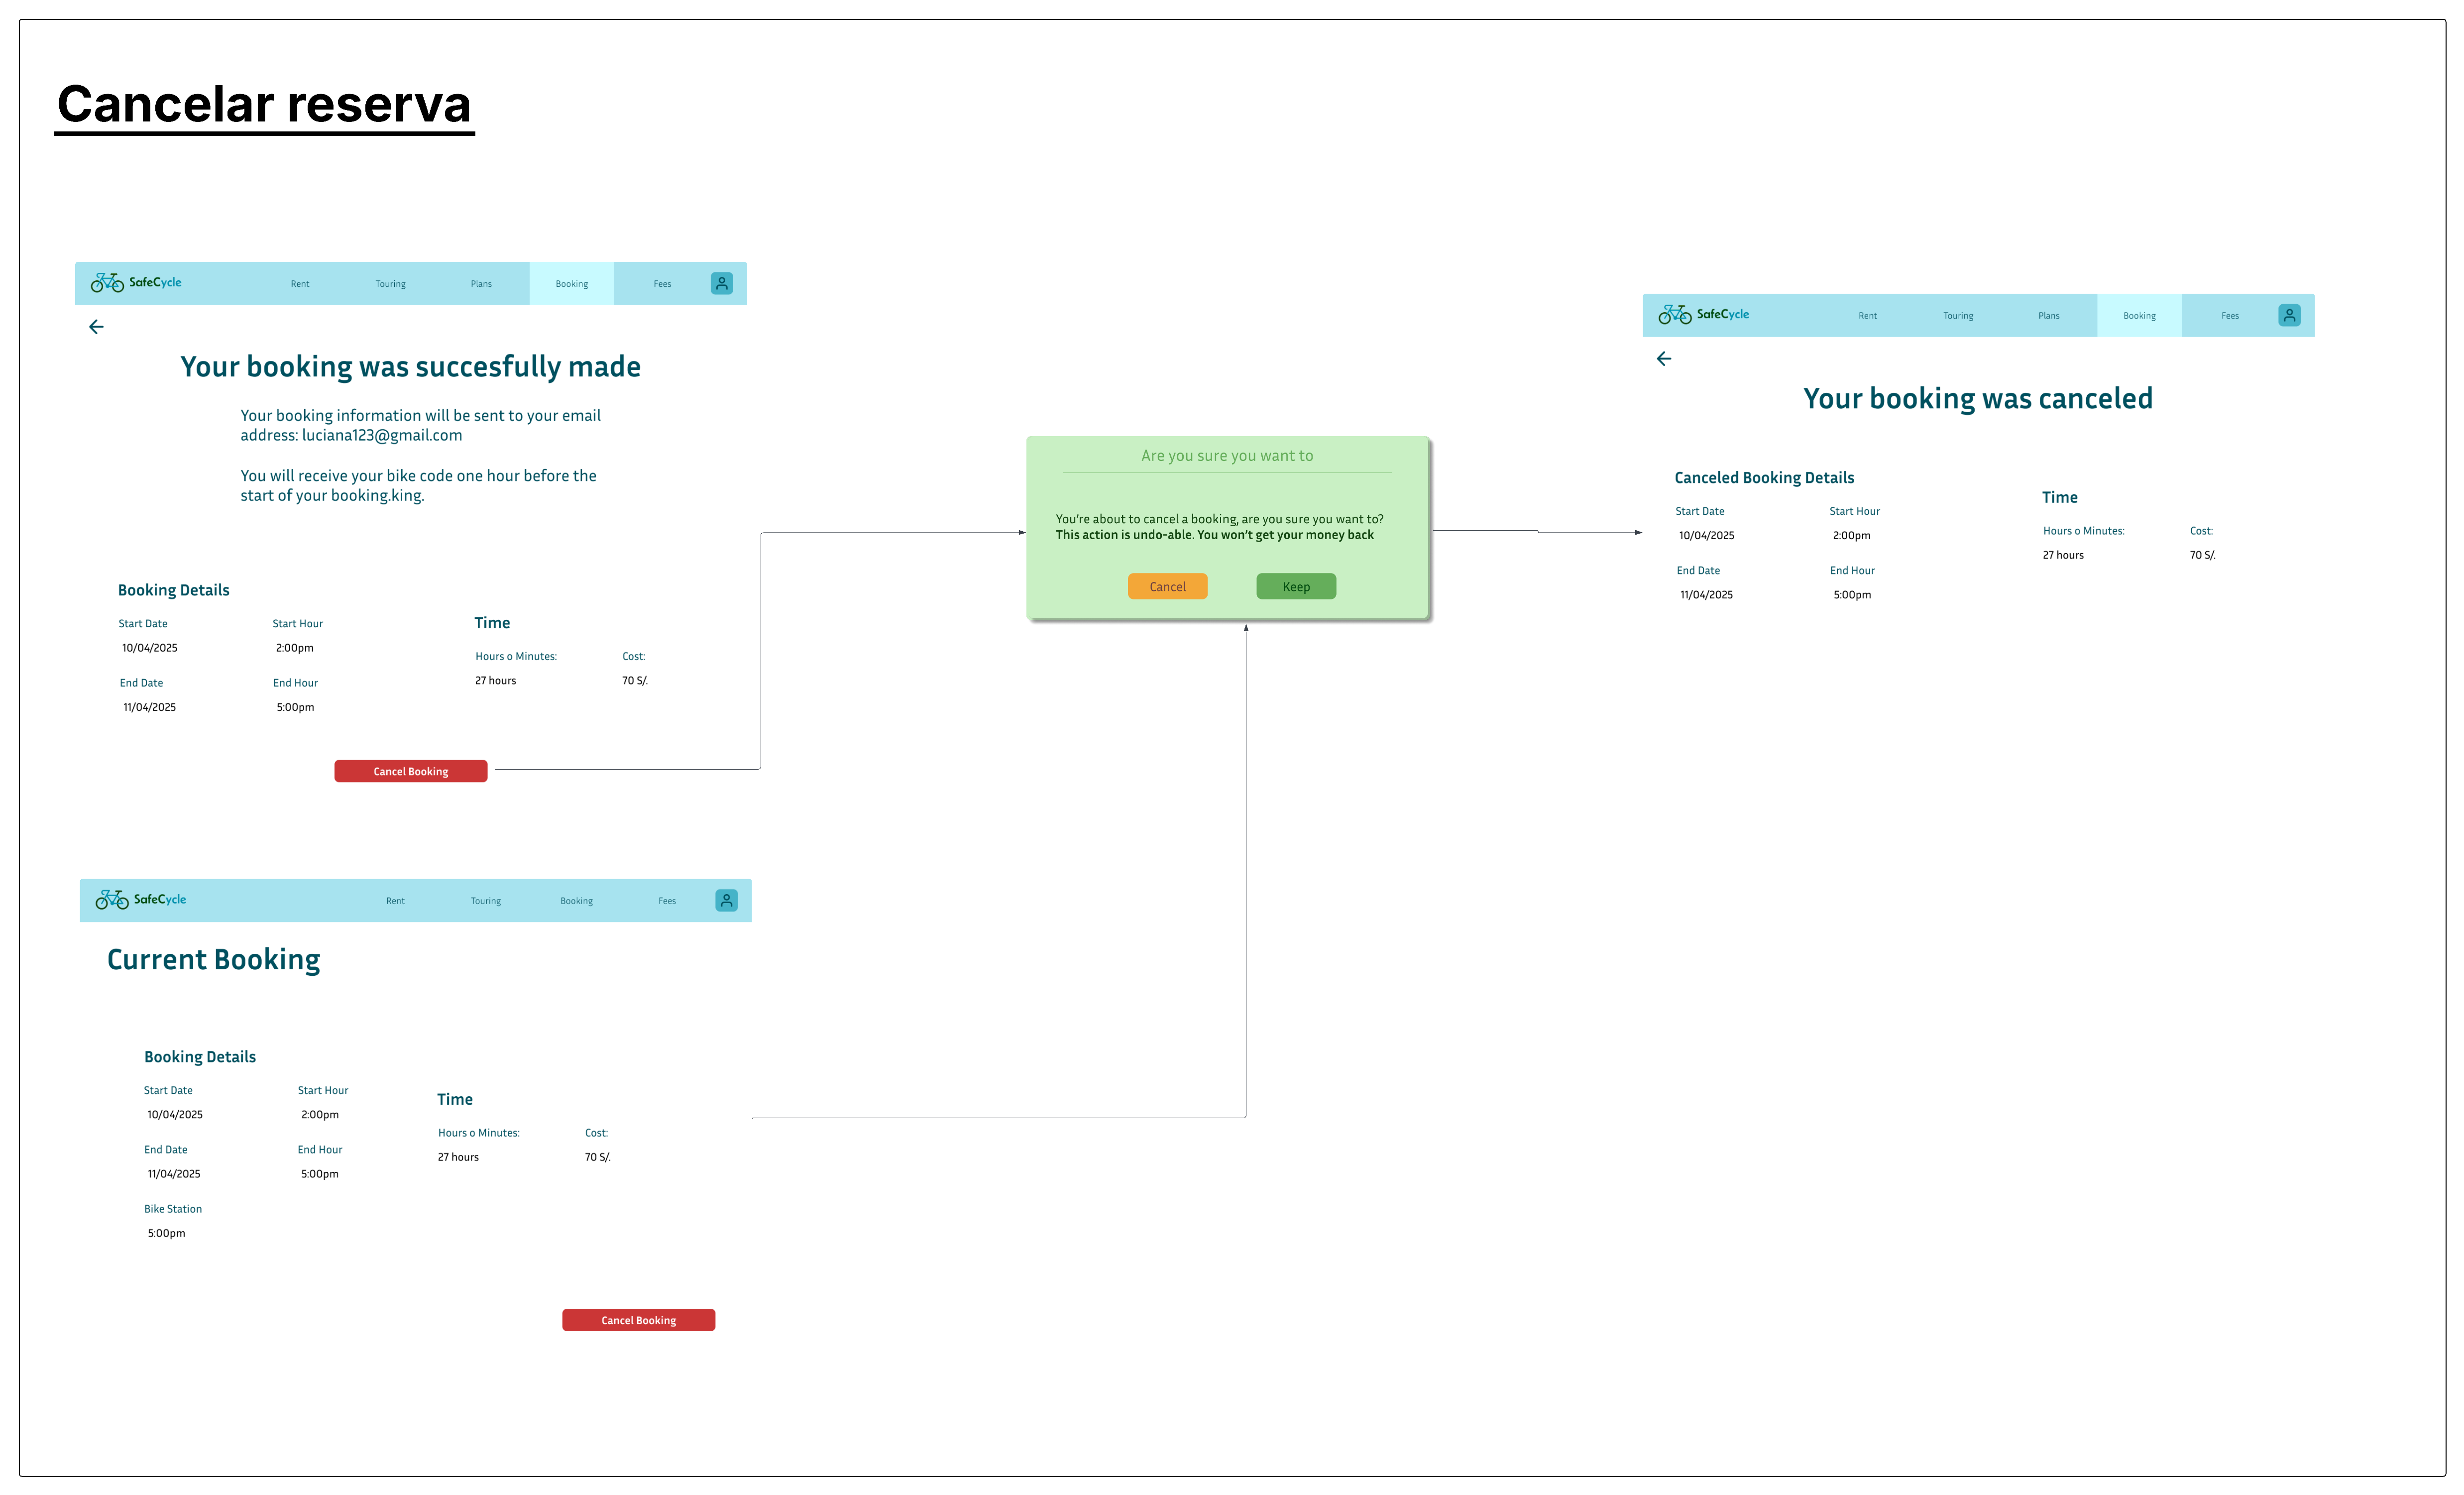 Cancelar reserva
SafeCycle
Rent
Touring
Plans
Booking
Fees
Your booking was succesfully made
Your booking information will be sent to your email
address: luciana123@gmail.com
You will receive your bike code one hour before the
start of your booking.king.
Booking Details
Start Date
Start Hour
10/04/2025
2:00pm
End Date
End Hour
11/04/2025
5:00pm
Time
Hours o Minutes:
Cost:
27 hours
70 S/.
Cancel Booking
Are you sure you want to
You're about to cancel a booking, are you sure you want to?
This action is undo-able. You won't get your money back
Cancel
Keep
SafeCycle
Rent
Touring
Plans
Booking
Fees
Your booking was canceled
Canceled Booking Details
Start Date
Start Hour
10/04/2025
2:00pm
End Date
End Hour
11/04/2025
5:00pm
Time
Hours o Minutes:
Cost:
27 hours
70 S/.
SafeCycle
Rent
Touring
Booking
Fees
Current Booking
Booking Details
Start Date
Start Hour
10/04/2025
2:00pm
End Date
End Hour
11/04/2025
5:00pm
Bike Station
5:00pm
Time
Hours o Minutes:
Cost:
27 hours
70 S/.
Cancel Booking